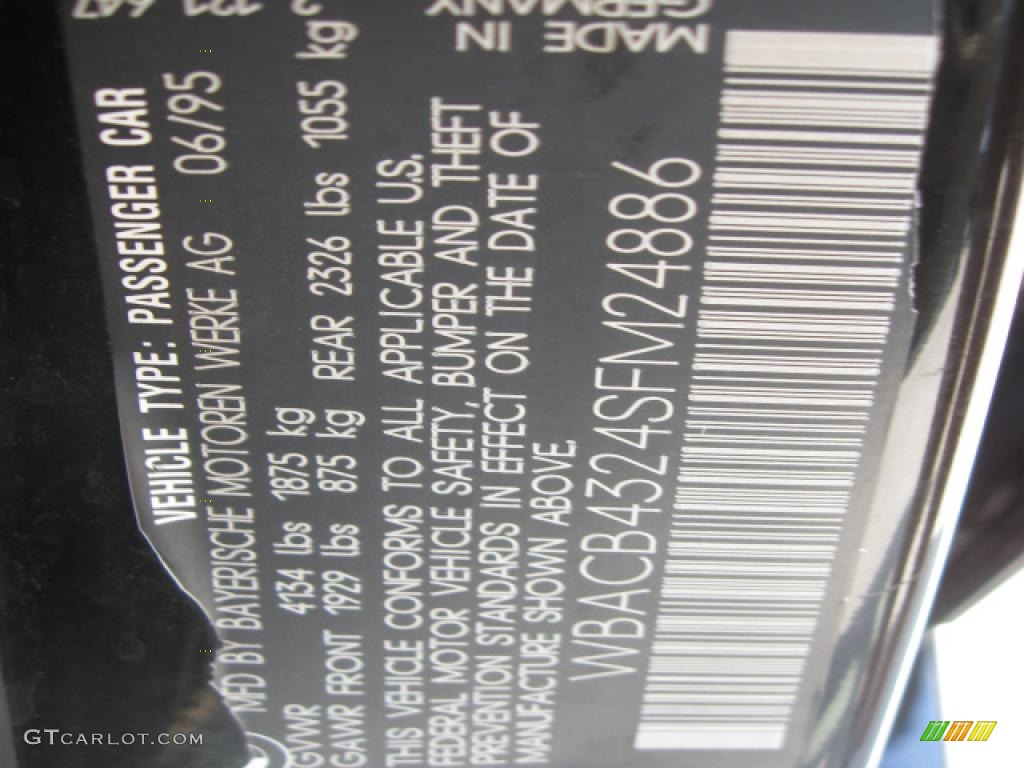 VEHICLE TYPE: PASSENGER CAR
MFD BY BAYERISCHE MOTOREN WERKE AG 06/95
GVWR 4134 lbs 1875 kg
GAWR FRONT 1929 lbs 875 kg REAR 2326 lbs 1055 kg
THIS VEHICLE CONFORMS TO ALL APPLICABLE U.S.
FEDERAL MOTOR VEHICLE SAFETY, BUMPER AND THEFT
PREVENTION STANDARDS IN EFFECT ON THE DATE OF
MANUFACTURE SHOWN ABOVE.
WBACB4324SFM24886
MADE IN
GERMANY
2 121 647
GTCARLOT.COM